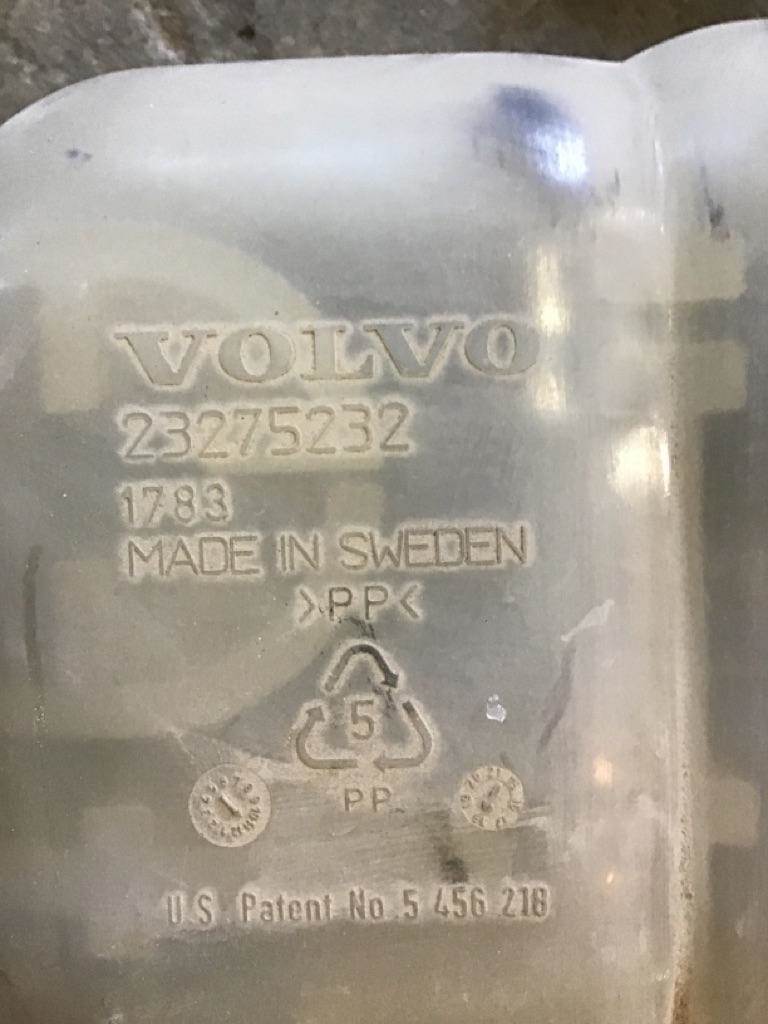 VOLVO
23275232
1783
MADE IN SWEDEN
>PP<
5
PP
U.S. Patent No 5 456 218